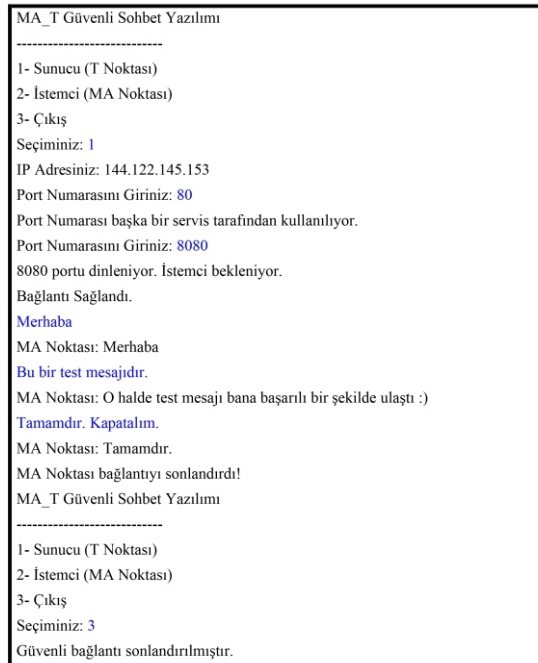 MA_T Güvenli Sohbet Yazılımı
----------------------------
1- Sunucu (T Noktası)
2- İstemci (MA Noktası)
3- Çıkış
Seçiminiz: 1
IP Adresiniz: 144.122.145.153
Port Numarasını Giriniz: 80
Port Numarası başka bir servis tarafından kullanılıyor.
Port Numarasını Giriniz: 8080
8080 portu dinleniyor. İstemci bekleniyor.
Bağlantı Sağlandı.
Merhaba
MA Noktası: Merhaba
Bu bir test mesajıdır.
MA Noktası: O halde test mesajı bana başarılı bir şekilde ulaştı :)
Tamamdır. Kapatalım.
MA Noktası: Tamamdır.
MA Noktası bağlantıyı sonlandırdı!
MA_T Güvenli Sohbet Yazılımı
----------------------------
1- Sunucu (T Noktası)
2- İstemci (MA Noktası)
3- Çıkış
Seçiminiz: 3
Güvenli bağlantı sonlandırılmıştır.